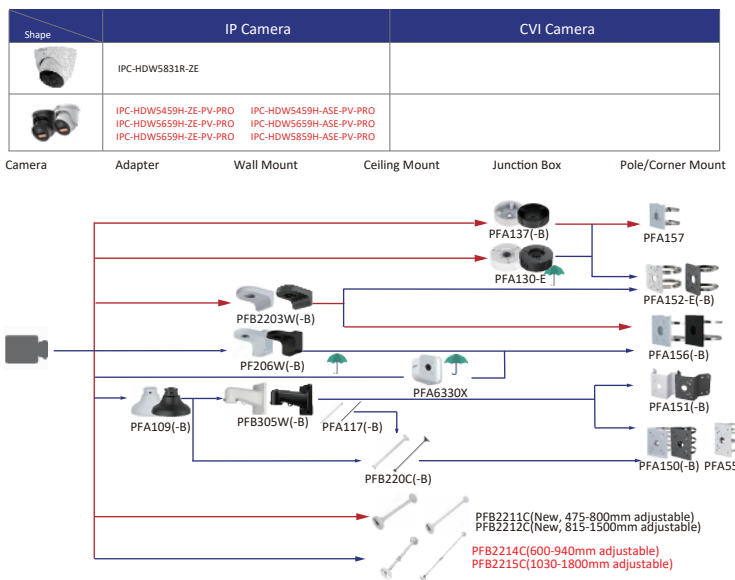 Shape
IP Camera
CVI Camera
IPC-HDW5831R-ZE
IPC-HDW5459H-ZE-PV-PRO IPC-HDW5459H-ASE-PV-PRO
IPC-HDW5659H-ZE-PV-PRO IPC-HDW5659H-ASE-PV-PRO
IPC-HDW5659H-ZE-PV-PRO IPC-HDW5859H-ASE-PV-PRO
Camera Adapter Wall Mount Ceiling Mount Junction Box Pole/Corner Mount
PFA137(-B)
PFA157
PFA130-E
PFA152-E(-B)
PFB2203W(-B)
PFA156(-B)
PF206W(-B)
PFA6330X
PFA151(-B)
PFA109(-B)
PFB305W(-B)
PFA117(-B)
PFB220C(-B)
PFA150(-B) PFA55
PFB2211C(New, 475-800mm adjustable)
PFB2212C(New, 815-1500mm adjustable)
PFB2214C(600-940mm adjustable)
PFB2215C(1030-1800mm adjustable)